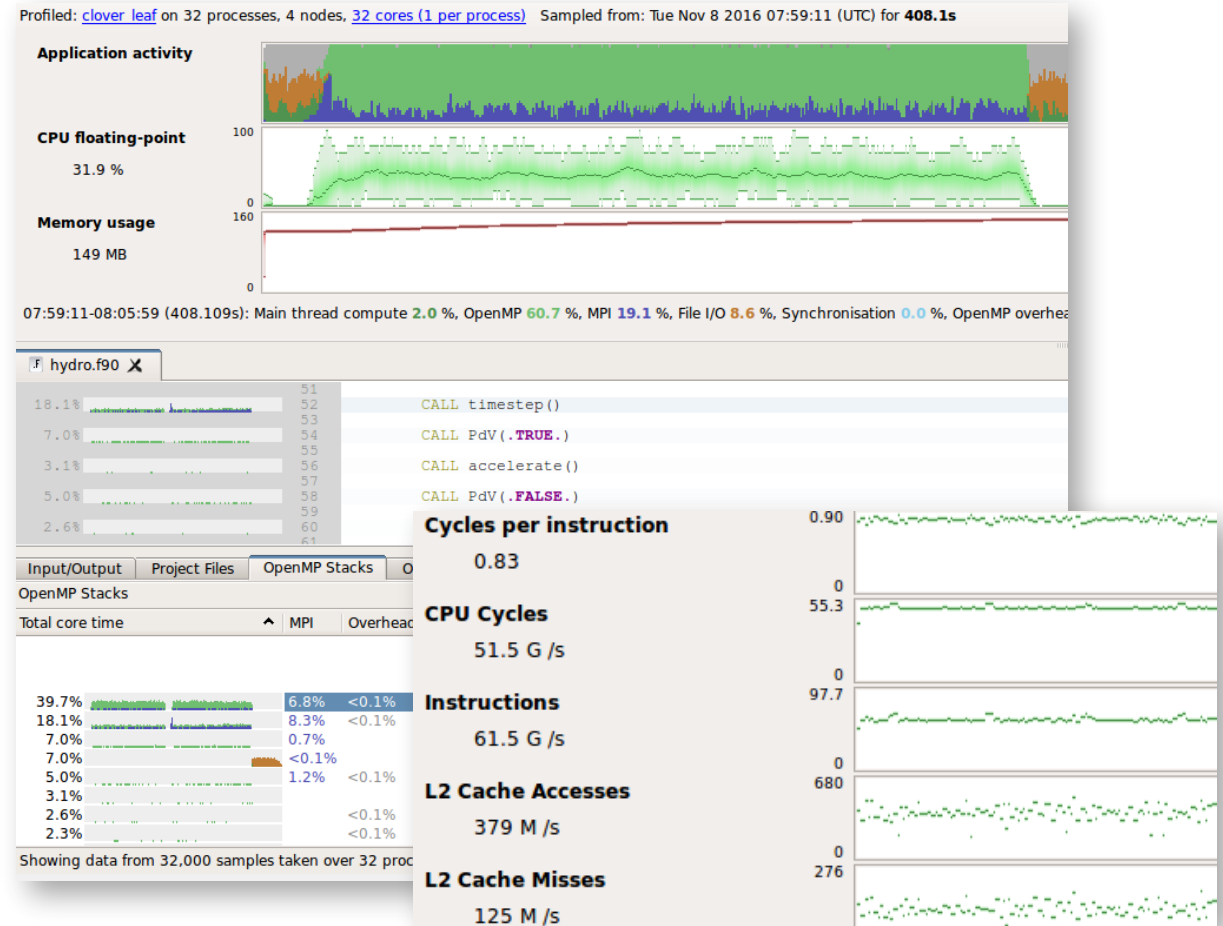 Profiled: clover_leaf on 32 processes, 4 nodes, 32 cores (1 per process) Sampled from: Tue Nov 8 2016 07:59:11 (UTC) for 408.1s
Application activity
CPU floating-point
31.9 %
100
0
Memory usage
149 MB
160
0
07:59:11-08:05:59 (408.109s): Main thread compute 2.0 %, OpenMP 60.7 %, MPI 19.1 %, File I/O 8.6 %, Synchronisation 0.0 %, OpenMP overhea
F hydro.f90 X
51
18.1% 52 CALL timestep()
53
7.0% 54 CALL PdV(.TRUE.)
55
3.1% 56 CALL accelerate()
57
5.0% 58 CALL PdV(.FALSE.)
59
2.6% 60
61
Input/Output Project Files OpenMP Stacks O
OpenMP Stacks
Total core time MPI Overhead
39.7% 6.8% <0.1%
18.1% 8.3% <0.1%
7.0% 0.7%
7.0% <0.1%
5.0% 1.2% <0.1%
3.1%
2.6% <0.1%
2.3% <0.1%
Showing data from 32,000 samples taken over 32 proc
Cycles per instruction
0.83
0.90
0
CPU Cycles
51.5 G /s
55.3
0
Instructions
61.5 G /s
97.7
0
L2 Cache Accesses
379 M /s
680
0
L2 Cache Misses
125 M /s
276